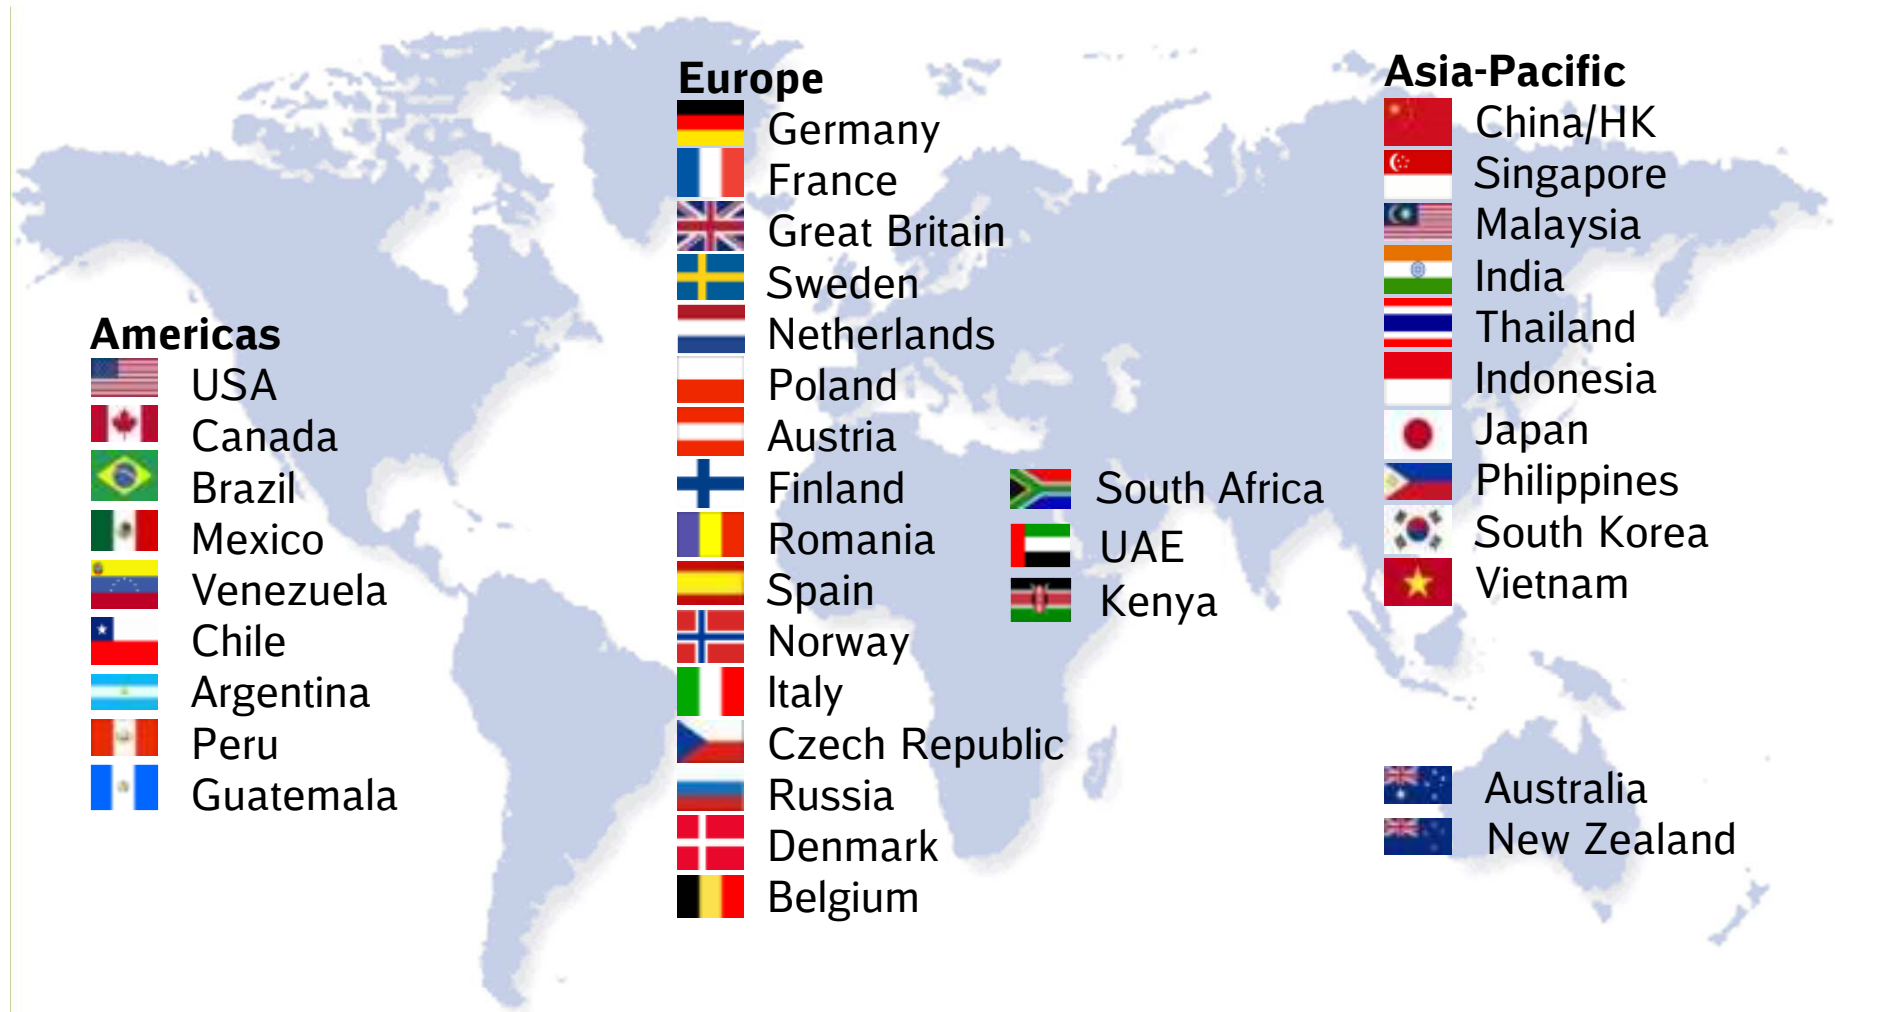 Americas
USA
Canada
Brazil
Mexico
Venezuela
Chile
Argentina
Peru
Guatemala
Europe
Germany
France
Great Britain
Sweden
Netherlands
Poland
Austria
Finland
Romania
Spain
Norway
Italy
Czech Republic
Russia
Denmark
Belgium
South Africa
UAE
Kenya
Asia-Pacific
China/HK
Singapore
Malaysia
India
Thailand
Indonesia
Japan
Philippines
South Korea
Vietnam
Australia
New Zealand